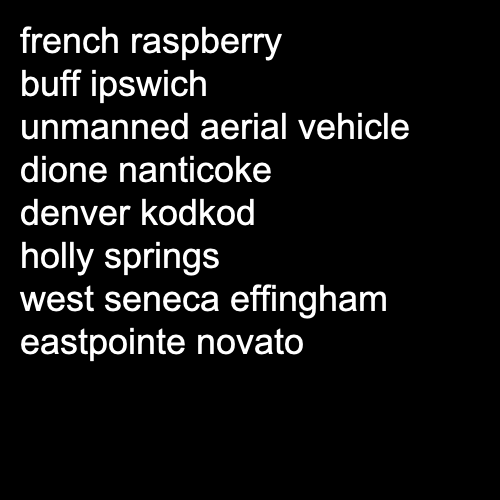 french raspberry
buff ipswich
unmanned aerial vehicle
dione nanticoke
denver kodkod
holly springs
west seneca effingham
eastpointe novato